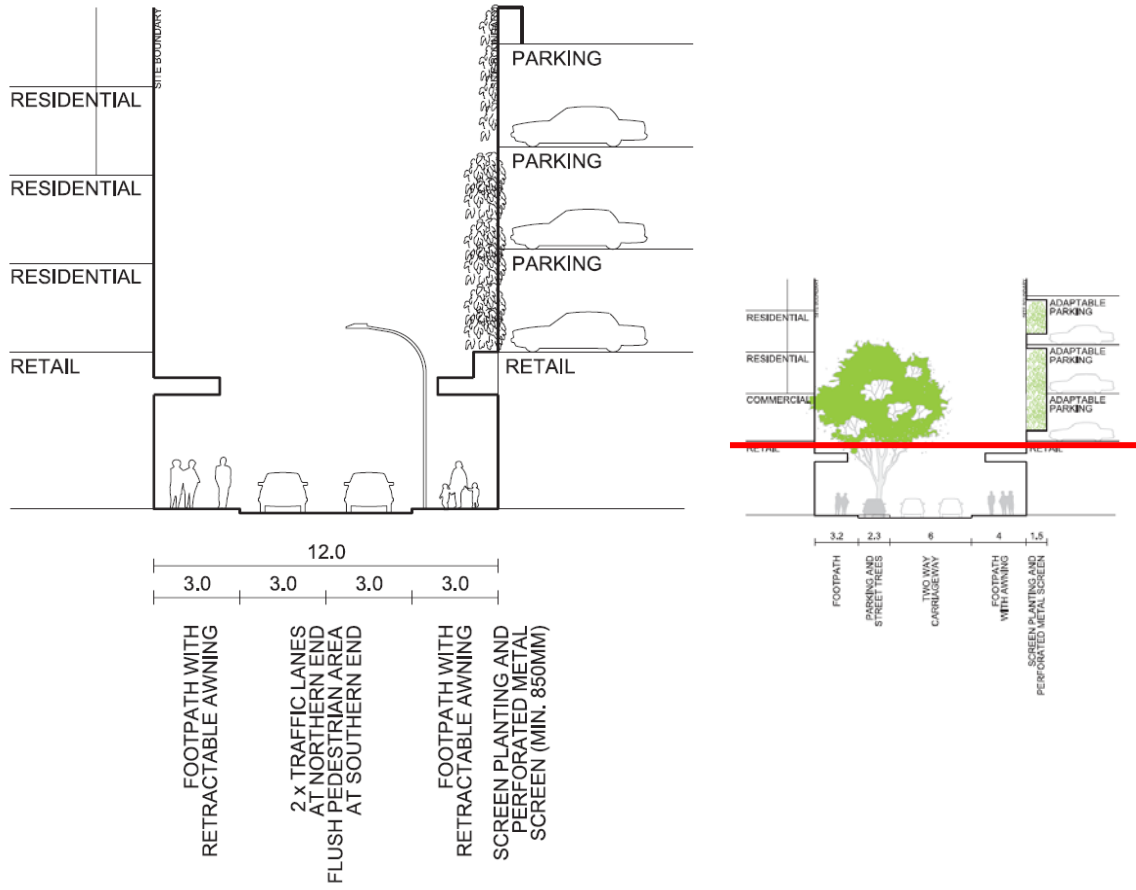 SITE BOUNDARY
PARKING
RESIDENTIAL
PARKING
RESIDENTIAL
PARKING
RESIDENTIAL
RETAIL
RETAIL
12.0
3.0
3.0
3.0
3.0
FOOTPATH WITH
RETRACTABLE AWNING
2 x TRAFFIC LANES
AT NORTHERN END
FLUSH PEDESTRIAN AREA
AT SOUTHERN END
FOOTPATH WITH
RETRACTABLE AWNING
SCREEN PLANTING AND
PERFORATED METAL
SCREEN (MIN. 850MM)
SITE BOUNDARY
ADAPTABLE
PARKING
RESIDENTIAL
ADAPTABLE
PARKING
RESIDENTIAL
ADAPTABLE
PARKING
COMMERCIAL
RETAIL
RETAIL
3.2
2.3
6
4
1.5
FOOTPATH
PARKING AND
STREET TREES
TWO WAY
CARRIAGEWAY
FOOTPATH
WITH AWNING
SCREEN PLANTING AND
PERFORATED METAL SCREEN